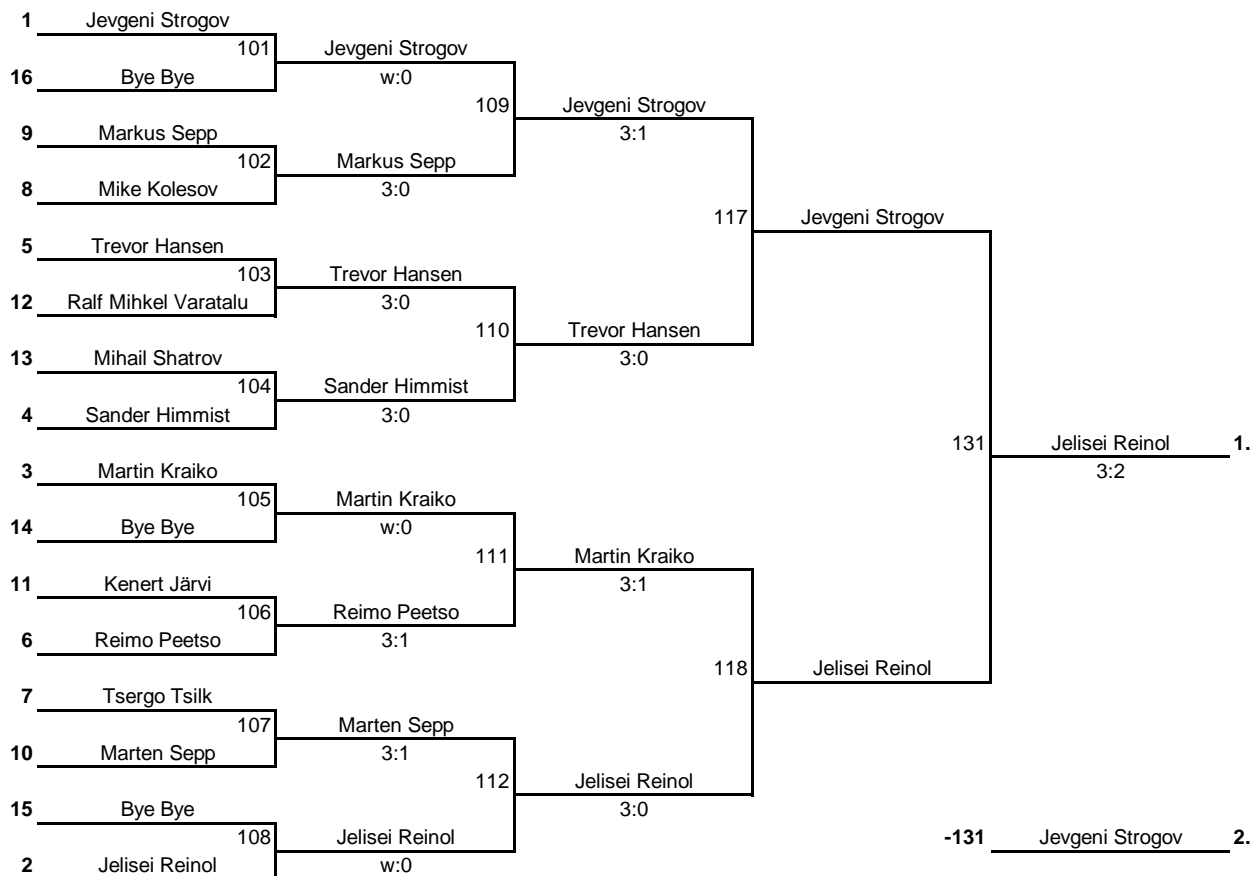 1 Jevgeni Strogov
101 Jevgeni Strogov
16 Bye Bye w:0
109 Jevgeni Strogov
9 Markus Sepp 3:1
102 Markus Sepp
8 Mike Kolesov 3:0
117 Jevgeni Strogov
5 Trevor Hansen
103 Trevor Hansen
12 Ralf Mihkel Varatalu 3:0
110 Trevor Hansen
13 Mihail Shatrov 3:0
104 Sander Himmist
4 Sander Himmist 3:0
131 Jelisei Reinol 1.
3 Martin Kraiko 3:2
105 Martin Kraiko
14 Bye Bye w:0
111 Martin Kraiko
11 Kenert Järvi 3:1
106 Reimo Peetso
6 Reimo Peetso 3:1
118 Jelisei Reinol
7 Tsergo Tsilk
107 Marten Sepp
10 Marten Sepp 3:1
112 Jelisei Reinol
15 Bye Bye 3:0
108 Jelisei Reinol -131 Jevgeni Strogov 2.
2 Jelisei Reinol w:0